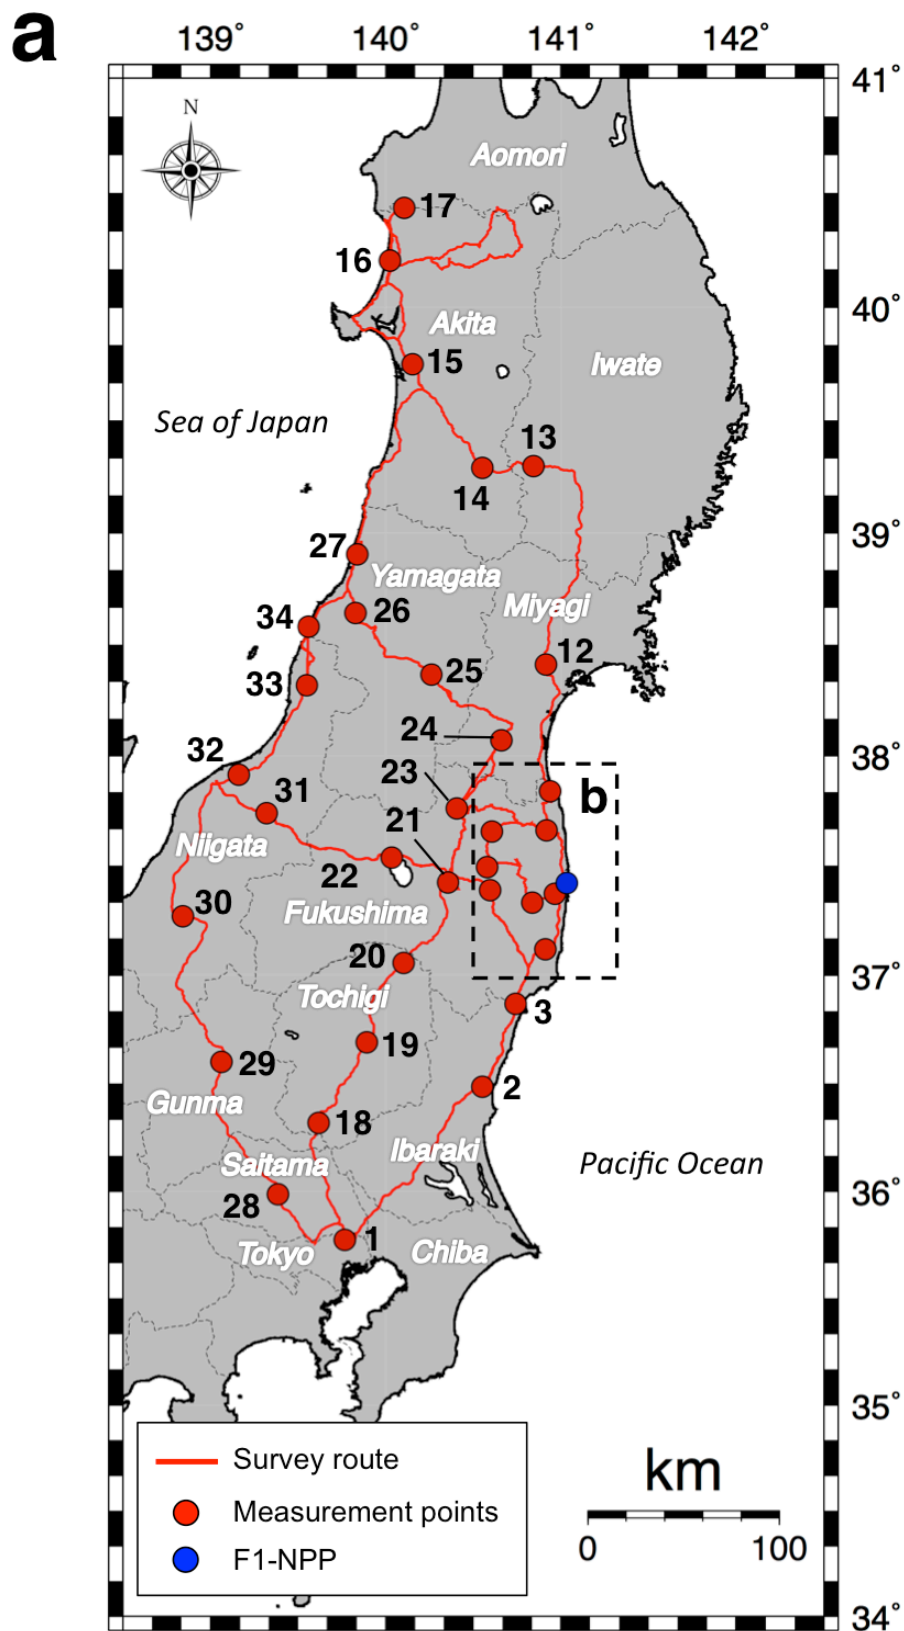 a
139° 140° 141° 142°
41°
N
Aomori
17
16
40°
Akita
15
Iwate
Sea of Japan
13
14
39°
27
Yamagata
Miyagi
34
26
12
25
33
24
38°
32
23
b
31
21
Niigata
22
30
Fukushima
20
37°
Tochigi
3
19
29
2
Gunma
18
Ibaraki
Saitama
Pacific Ocean
36°
28
1
Tokyo
Chiba
35°
Survey route
km
Measurement points
F1-NPP
0 100
34°